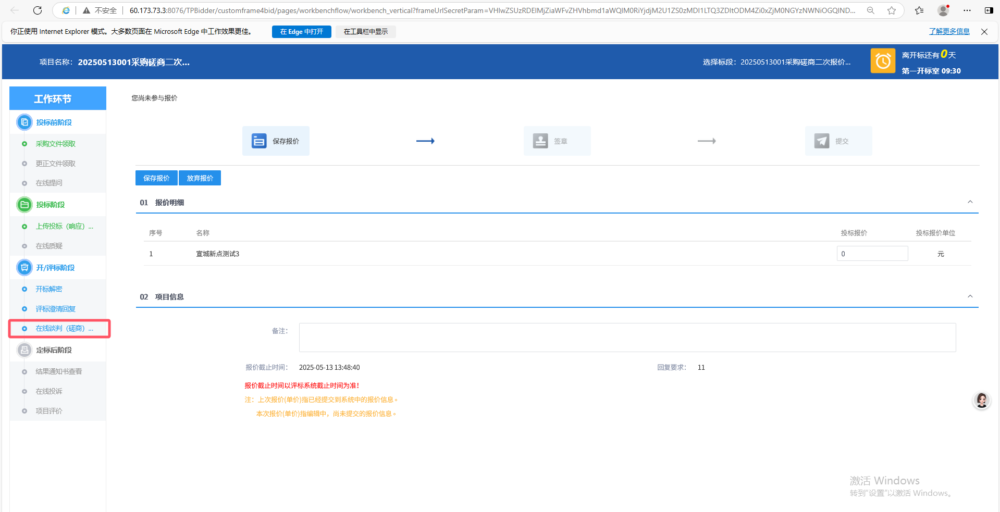 不安全
60.173.73.3:8076/TPBidder/customframe4bid/pages/workbenchflow/workbench_vertical?frameUrlSecretParam=
你正使用 Internet Explorer 模式。大多数页面在 Microsoft Edge 中工作效果更佳。
在 Edge 中打开
在工具栏中显示
了解更多信息
项目名称： 20250513001采购磋商二次...
选择标段： 20250513001采购磋商二次报价...
离开标还有0天
第一开标室 09:30
工作环节
投标前阶段
采购文件领取
更正文件领取
在线提问
投标阶段
上传投标（响应）...
在线质疑
开/评标阶段
开标解密
评标澄清回复
在线谈判（磋商）...
定标后阶段
结果通知书查看
在线投诉
项目评价
您尚未参与报价
保存报价
签章
提交
保存报价
放弃报价
01 报价明细
序号 名称 投标报价 投标报价单位
1 宣城新点测试3 0 元
02 项目信息
备注：
报价截止时间： 2025-05-13 13:48:40
回复要求： 11
报价截止时间以评标系统截止时间为准！
注：上次报价(单价)指已经提交到系统中的报价信息。
本次报价(单价)指编辑中，尚未提交的报价信息。
激活 Windows
转到"设置"以激活 Windows。